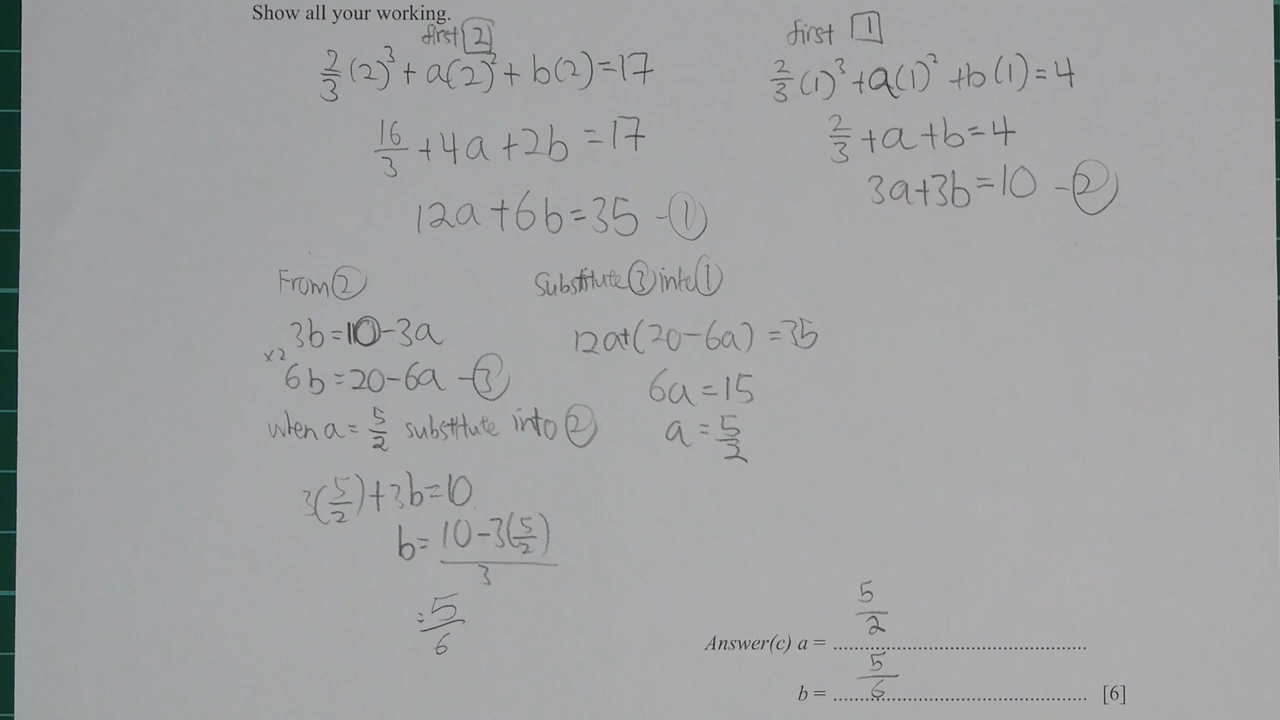 Show all your working.
first 2
2/3 (2)³ + a(2)² + b(2) = 17
16/3 + 4a + 2b = 17
12a + 6b = 35 - ①
first 1
2/3 (1)³ + a(1)² + b(1) = 4
2/3 + a + b = 4
3a + 3b = 10 - ②
From ②
3b = 10 - 3a
×2
6b = 20 - 6a - ③
Substitute ③ into ①
12a + (20 - 6a) = 35
6a = 15
a = 5/2
when a = 5/2 substitute into ②
3(5/2) + 3b = 10
b = (10 - 3(5/2))/3
= 5/6
Answer(c) a = 5/2
b = 5/6 [6]